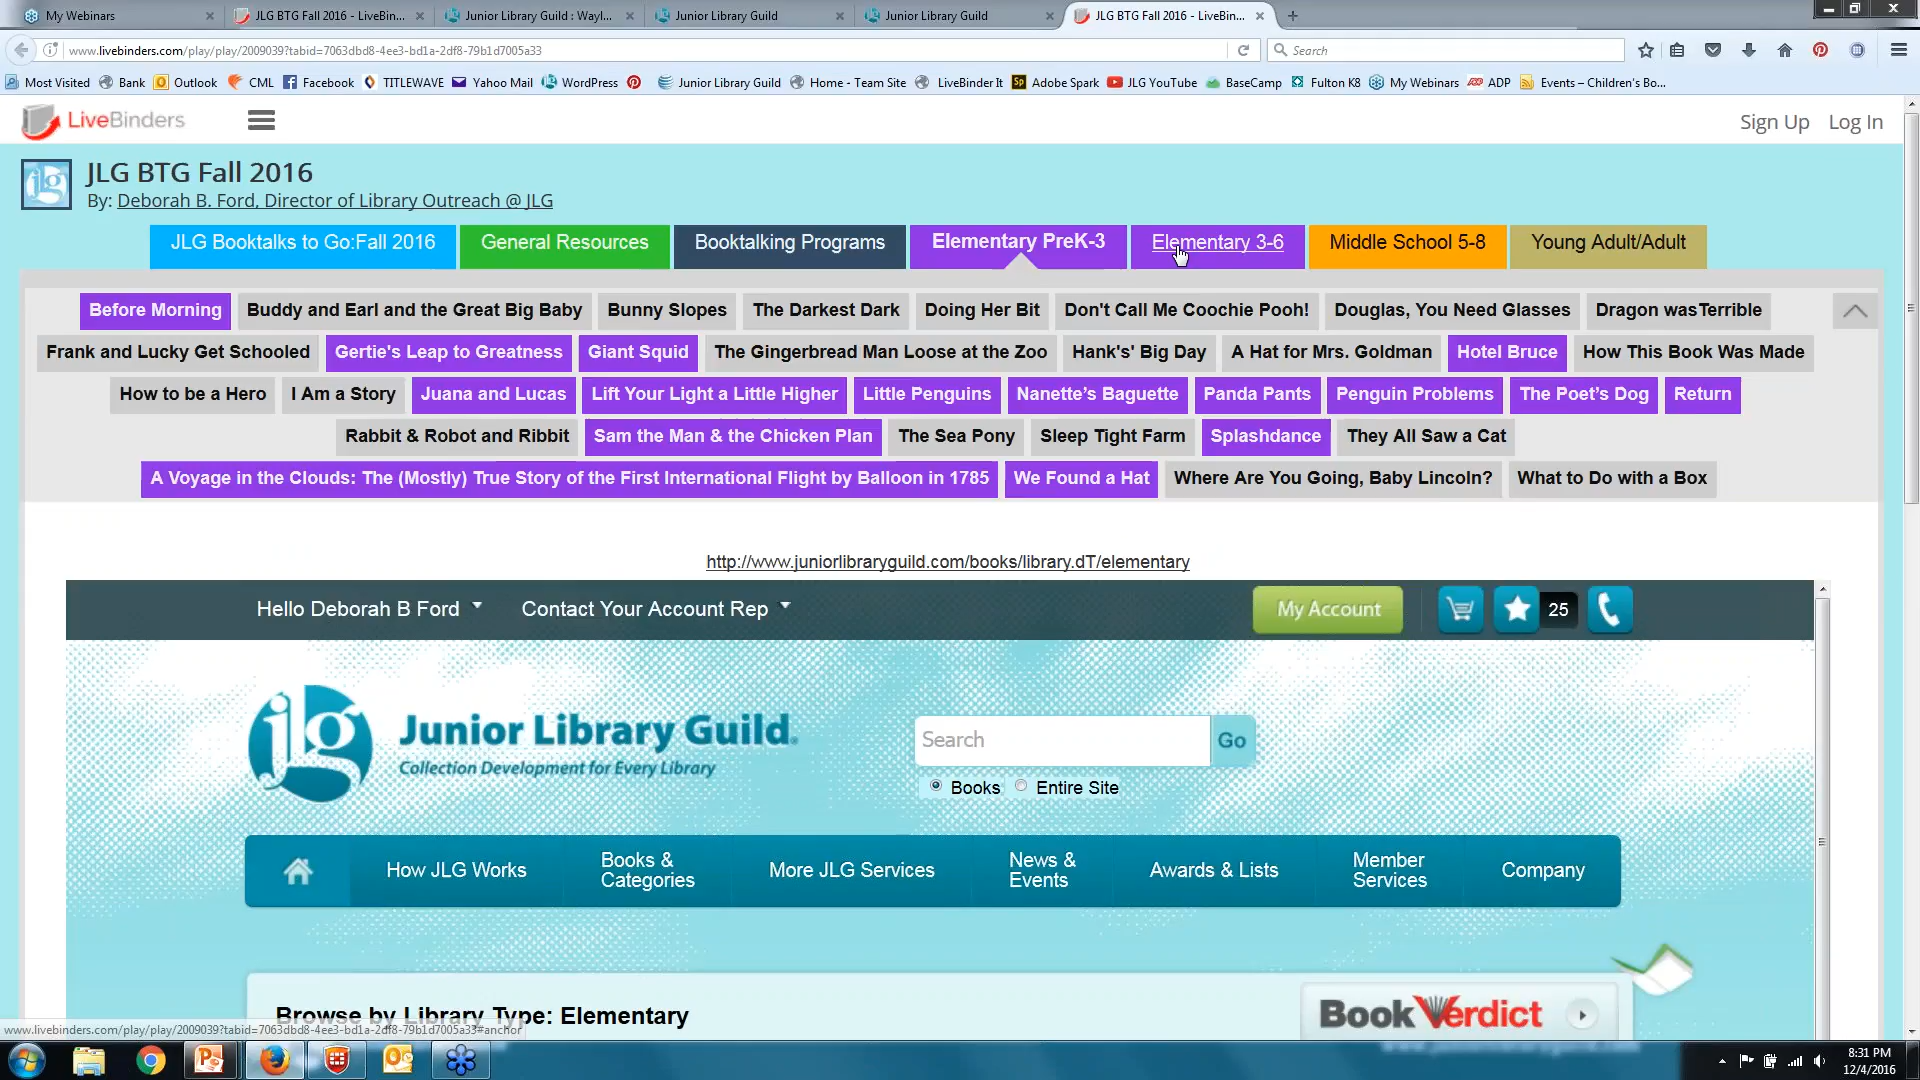 My Webinars × JLG BTG Fall 2016 - LiveBin... × Junior Library Guild : Wayl... × Junior Library Guild × Junior Library Guild × JLG BTG Fall 2016 - LiveBin... × +
www.livebinders.com/play/play/2009039?tabid=7063dbd8-4ee3-bd1a-2df8-79b1d7005a33 Search
Most Visited Bank Outlook CML Facebook TITLEWAVE Yahoo Mail WordPress Junior Library Guild Home - Team Site LiveBinder It Sp Adobe Spark JLG YouTube BaseCamp Fulton K8 My Webinars ADP Events – Children's Bo...
LiveBinders Sign Up Log In
jlg JLG BTG Fall 2016
By: Deborah B. Ford, Director of Library Outreach @ JLG
JLG Booktalks to Go:Fall 2016 General Resources Booktalking Programs Elementary PreK-3 Elementary 3-6 Middle School 5-8 Young Adult/Adult
Before Morning Buddy and Earl and the Great Big Baby Bunny Slopes The Darkest Dark Doing Her Bit Don't Call Me Coochie Pooh! Douglas, You Need Glasses Dragon wasTerrible
Frank and Lucky Get Schooled Gertie's Leap to Greatness Giant Squid The Gingerbread Man Loose at the Zoo Hank's' Big Day A Hat for Mrs. Goldman Hotel Bruce How This Book Was Made
How to be a Hero I Am a Story Juana and Lucas Lift Your Light a Little Higher Little Penguins Nanette’s Baguette Panda Pants Penguin Problems The Poet’s Dog Return
Rabbit & Robot and Ribbit Sam the Man & the Chicken Plan The Sea Pony Sleep Tight Farm Splashdance They All Saw a Cat
A Voyage in the Clouds: The (Mostly) True Story of the First International Flight by Balloon in 1785 We Found a Hat Where Are You Going, Baby Lincoln? What to Do with a Box
http://www.juniorlibraryguild.com/books/library.dT/elementary
Hello Deborah B Ford Contact Your Account Rep My Account 25
jlg Junior Library Guild.
Collection Development for Every Library
Search Go
Books Entire Site
How JLG Works Books & Categories More JLG Services News & Events Awards & Lists Member Services Company
Browse by Library Type: Elementary BookVerdict
www.livebinders.com/play/play/2009039?tabid=7063dbd8-4ee3-bd1a-2df8-79b1d7005a33#anchor
8:31 PM
12/4/2016